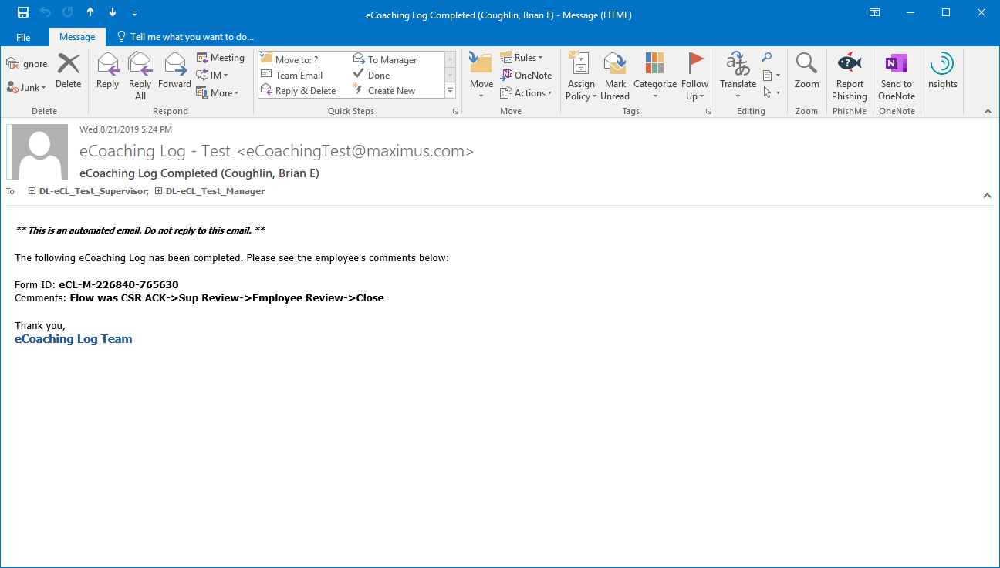 eCoaching Log Completed (Coughlin, Brian E) - Message (HTML)
File Message Tell me what you want to do...
Ignore
Junk
Delete
Delete
Reply
Reply All
Forward
Meeting
IM
More
Respond
Move to: ?
Team Email
Reply & Delete
To Manager
Done
Create New
Quick Steps
Move
Rules
OneNote
Actions
Move
Assign Policy
Mark Unread
Categorize
Follow Up
Tags
Translate
Editing
Zoom
Zoom
Report Phishing
PhishMe
Send to OneNote
OneNote
Insights
Wed 8/21/2019 5:24 PM
eCoaching Log - Test <eCoachingTest@maximus.com>
eCoaching Log Completed (Coughlin, Brian E)
To DL-eCL_Test_Supervisor; DL-eCL_Test_Manager
** This is an automated email. Do not reply to this email. **
The following eCoaching Log has been completed. Please see the employee's comments below:
Form ID: eCL-M-226840-765630
Comments: Flow was CSR ACK->Sup Review->Employee Review->Close
Thank you,
eCoaching Log Team